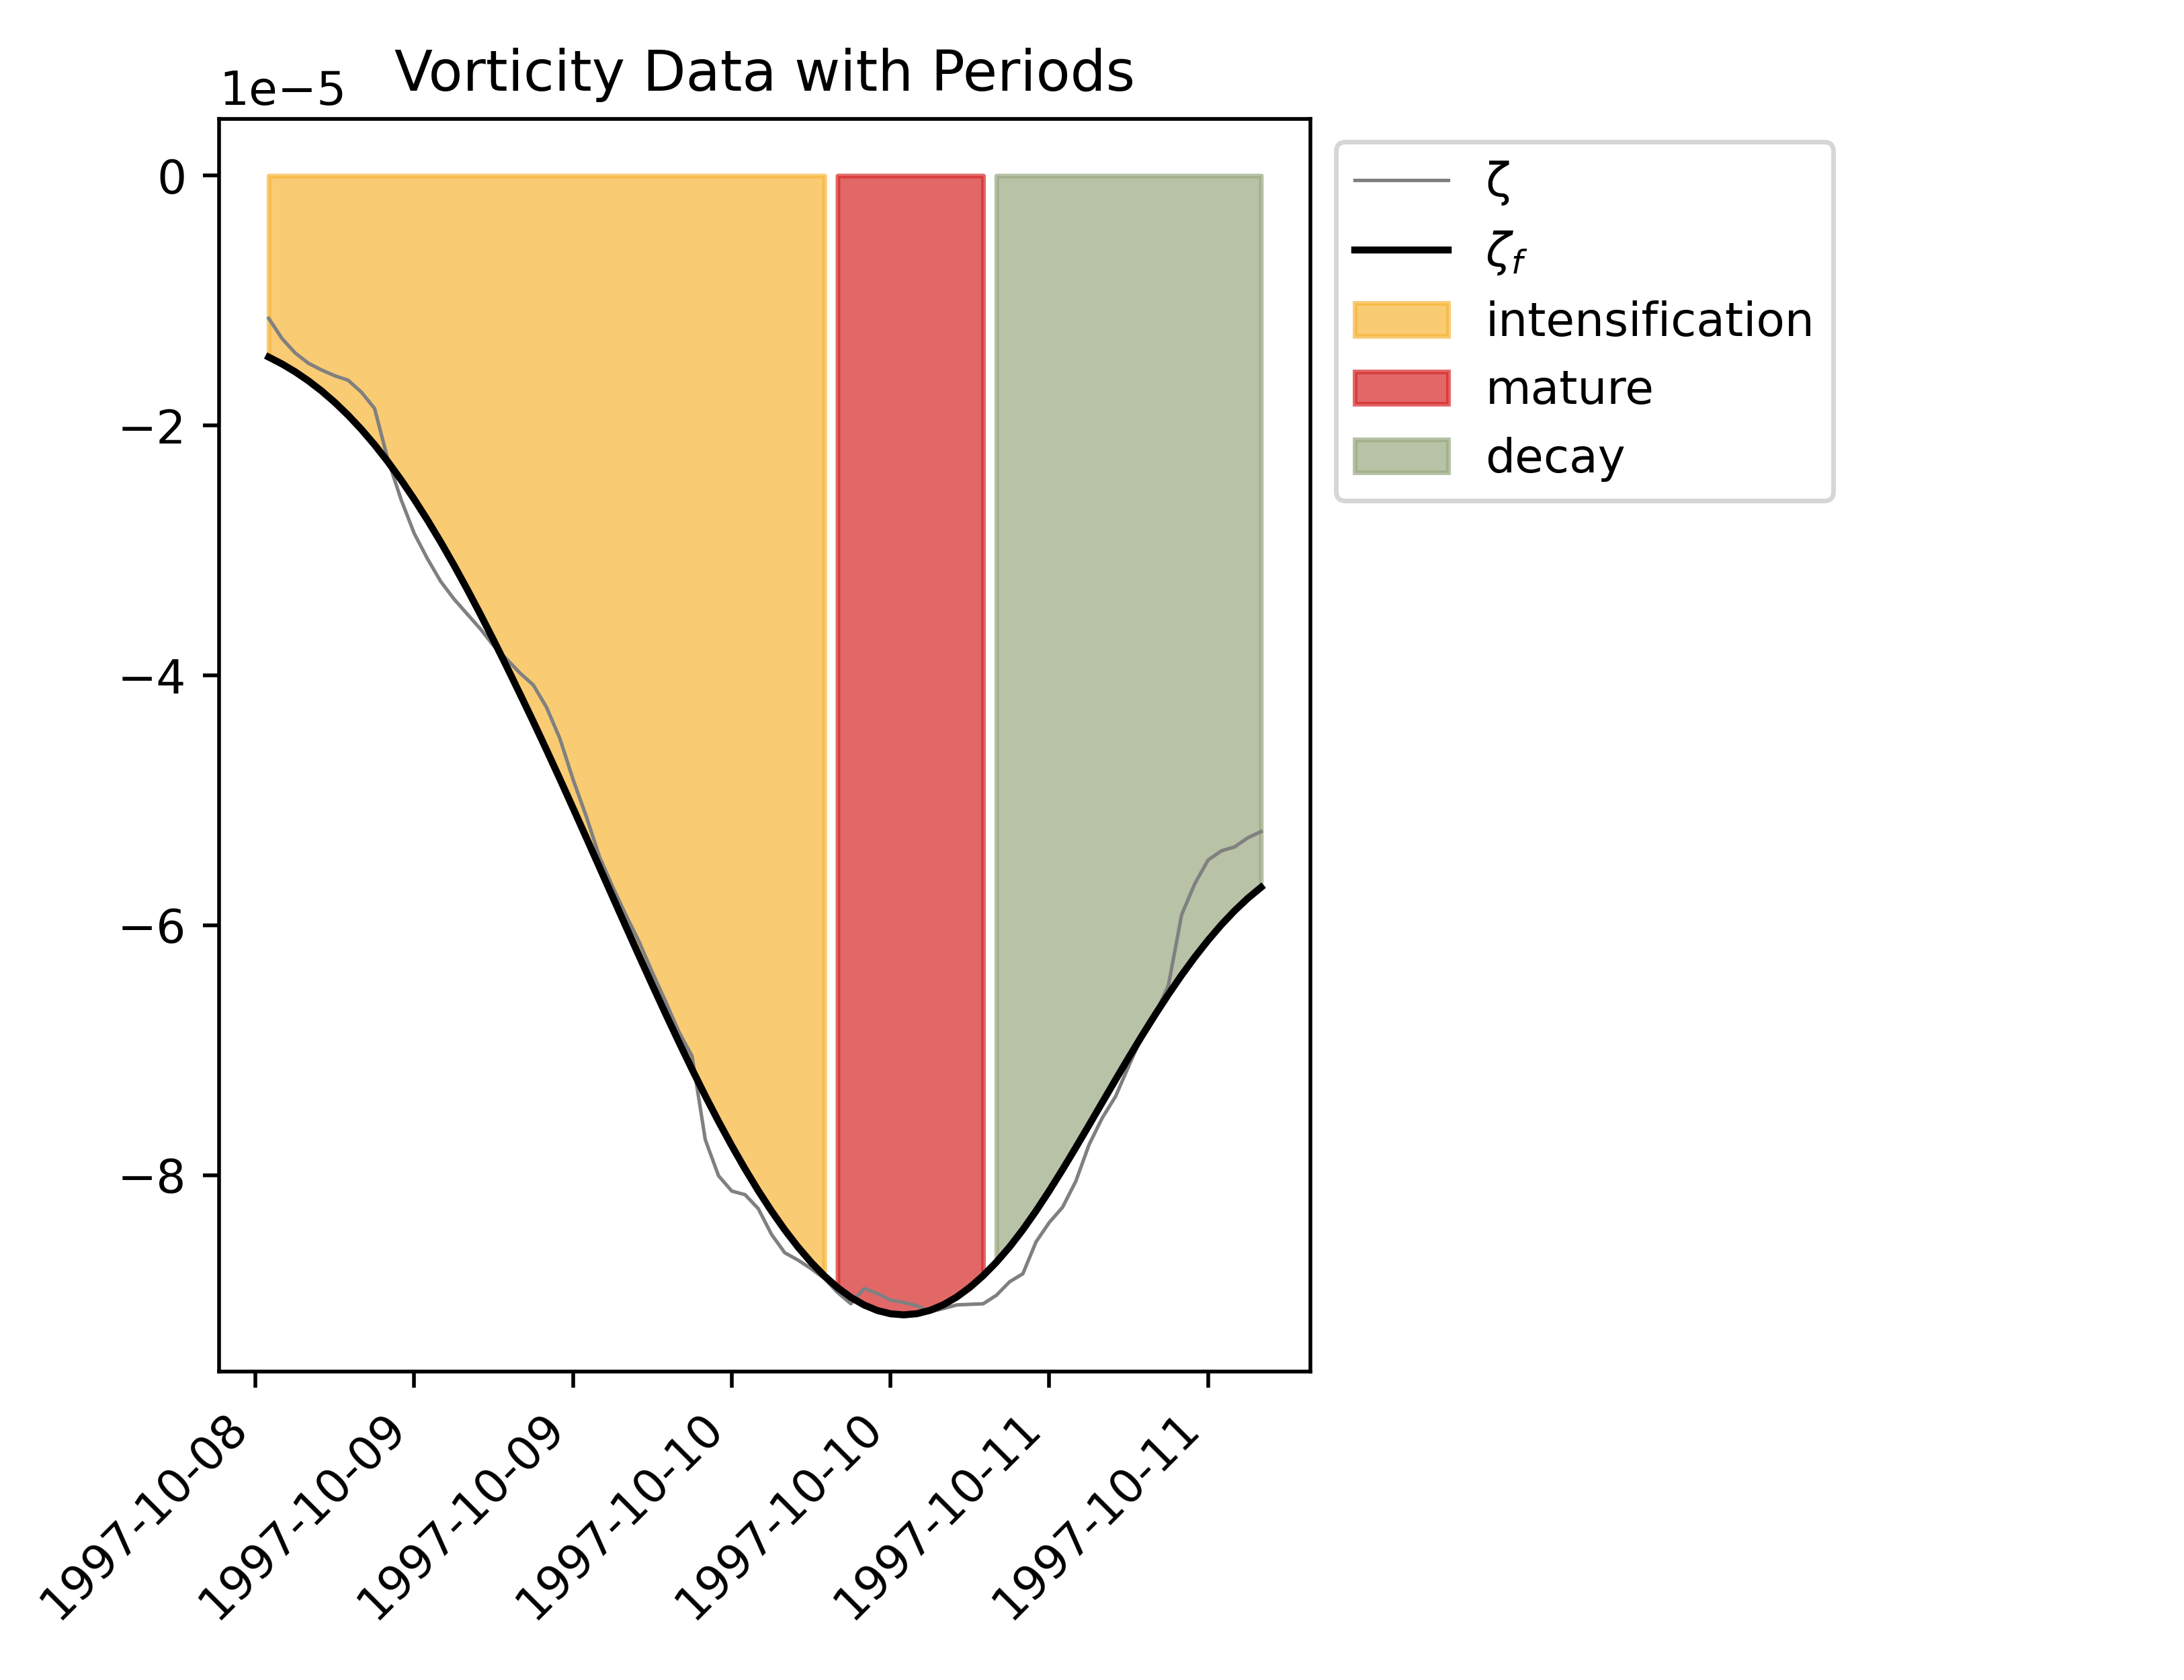 Vorticity Data with Periods
1e−5
0
−2
−4
−6
−8
1997-10-08
1997-10-09
1997-10-09
1997-10-10
1997-10-10
1997-10-11
1997-10-11
ζ
ζf
intensification
mature
decay